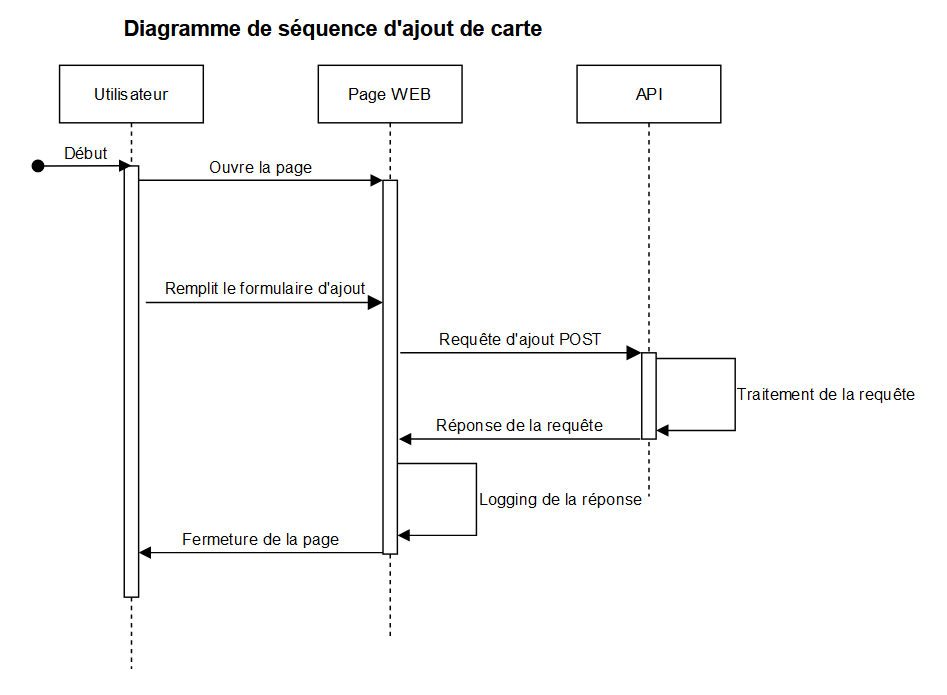 Diagramme de séquence d'ajout de carte
Utilisateur
Page WEB
API
Début
Ouvre la page
Remplit le formulaire d'ajout
Requête d'ajout POST
Traitement de la requête
Réponse de la requête
Logging de la réponse
Fermeture de la page